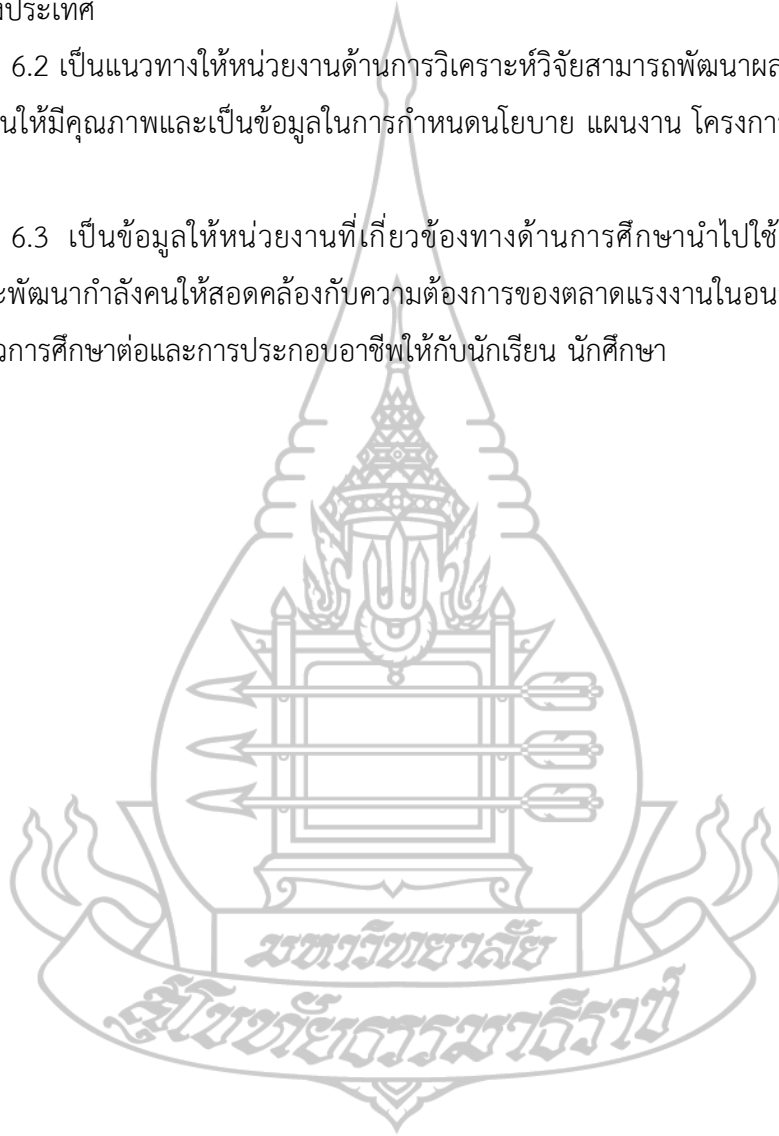 งประเทศ
6.2 เป็นแนวทางให้หน่วยงานด้านการวิเคราะห์วิจัยสามารถพัฒนาผล
นให้มีคุณภาพและเป็นข้อมูลในการกำหนดนโยบาย แผนงาน โครงการ
6.3 เป็นข้อมูลให้หน่วยงานที่เกี่ยวข้องทางด้านการศึกษานำไปใช้
ะพัฒนากำลังคนให้สอดคล้องกับความต้องการของตลาดแรงงานในอน
วการศึกษาต่อและการประกอบอาชีพให้กับนักเรียน นักศึกษา
มหาวิทยาลัย
สุโขทัยธรรมาธิราช